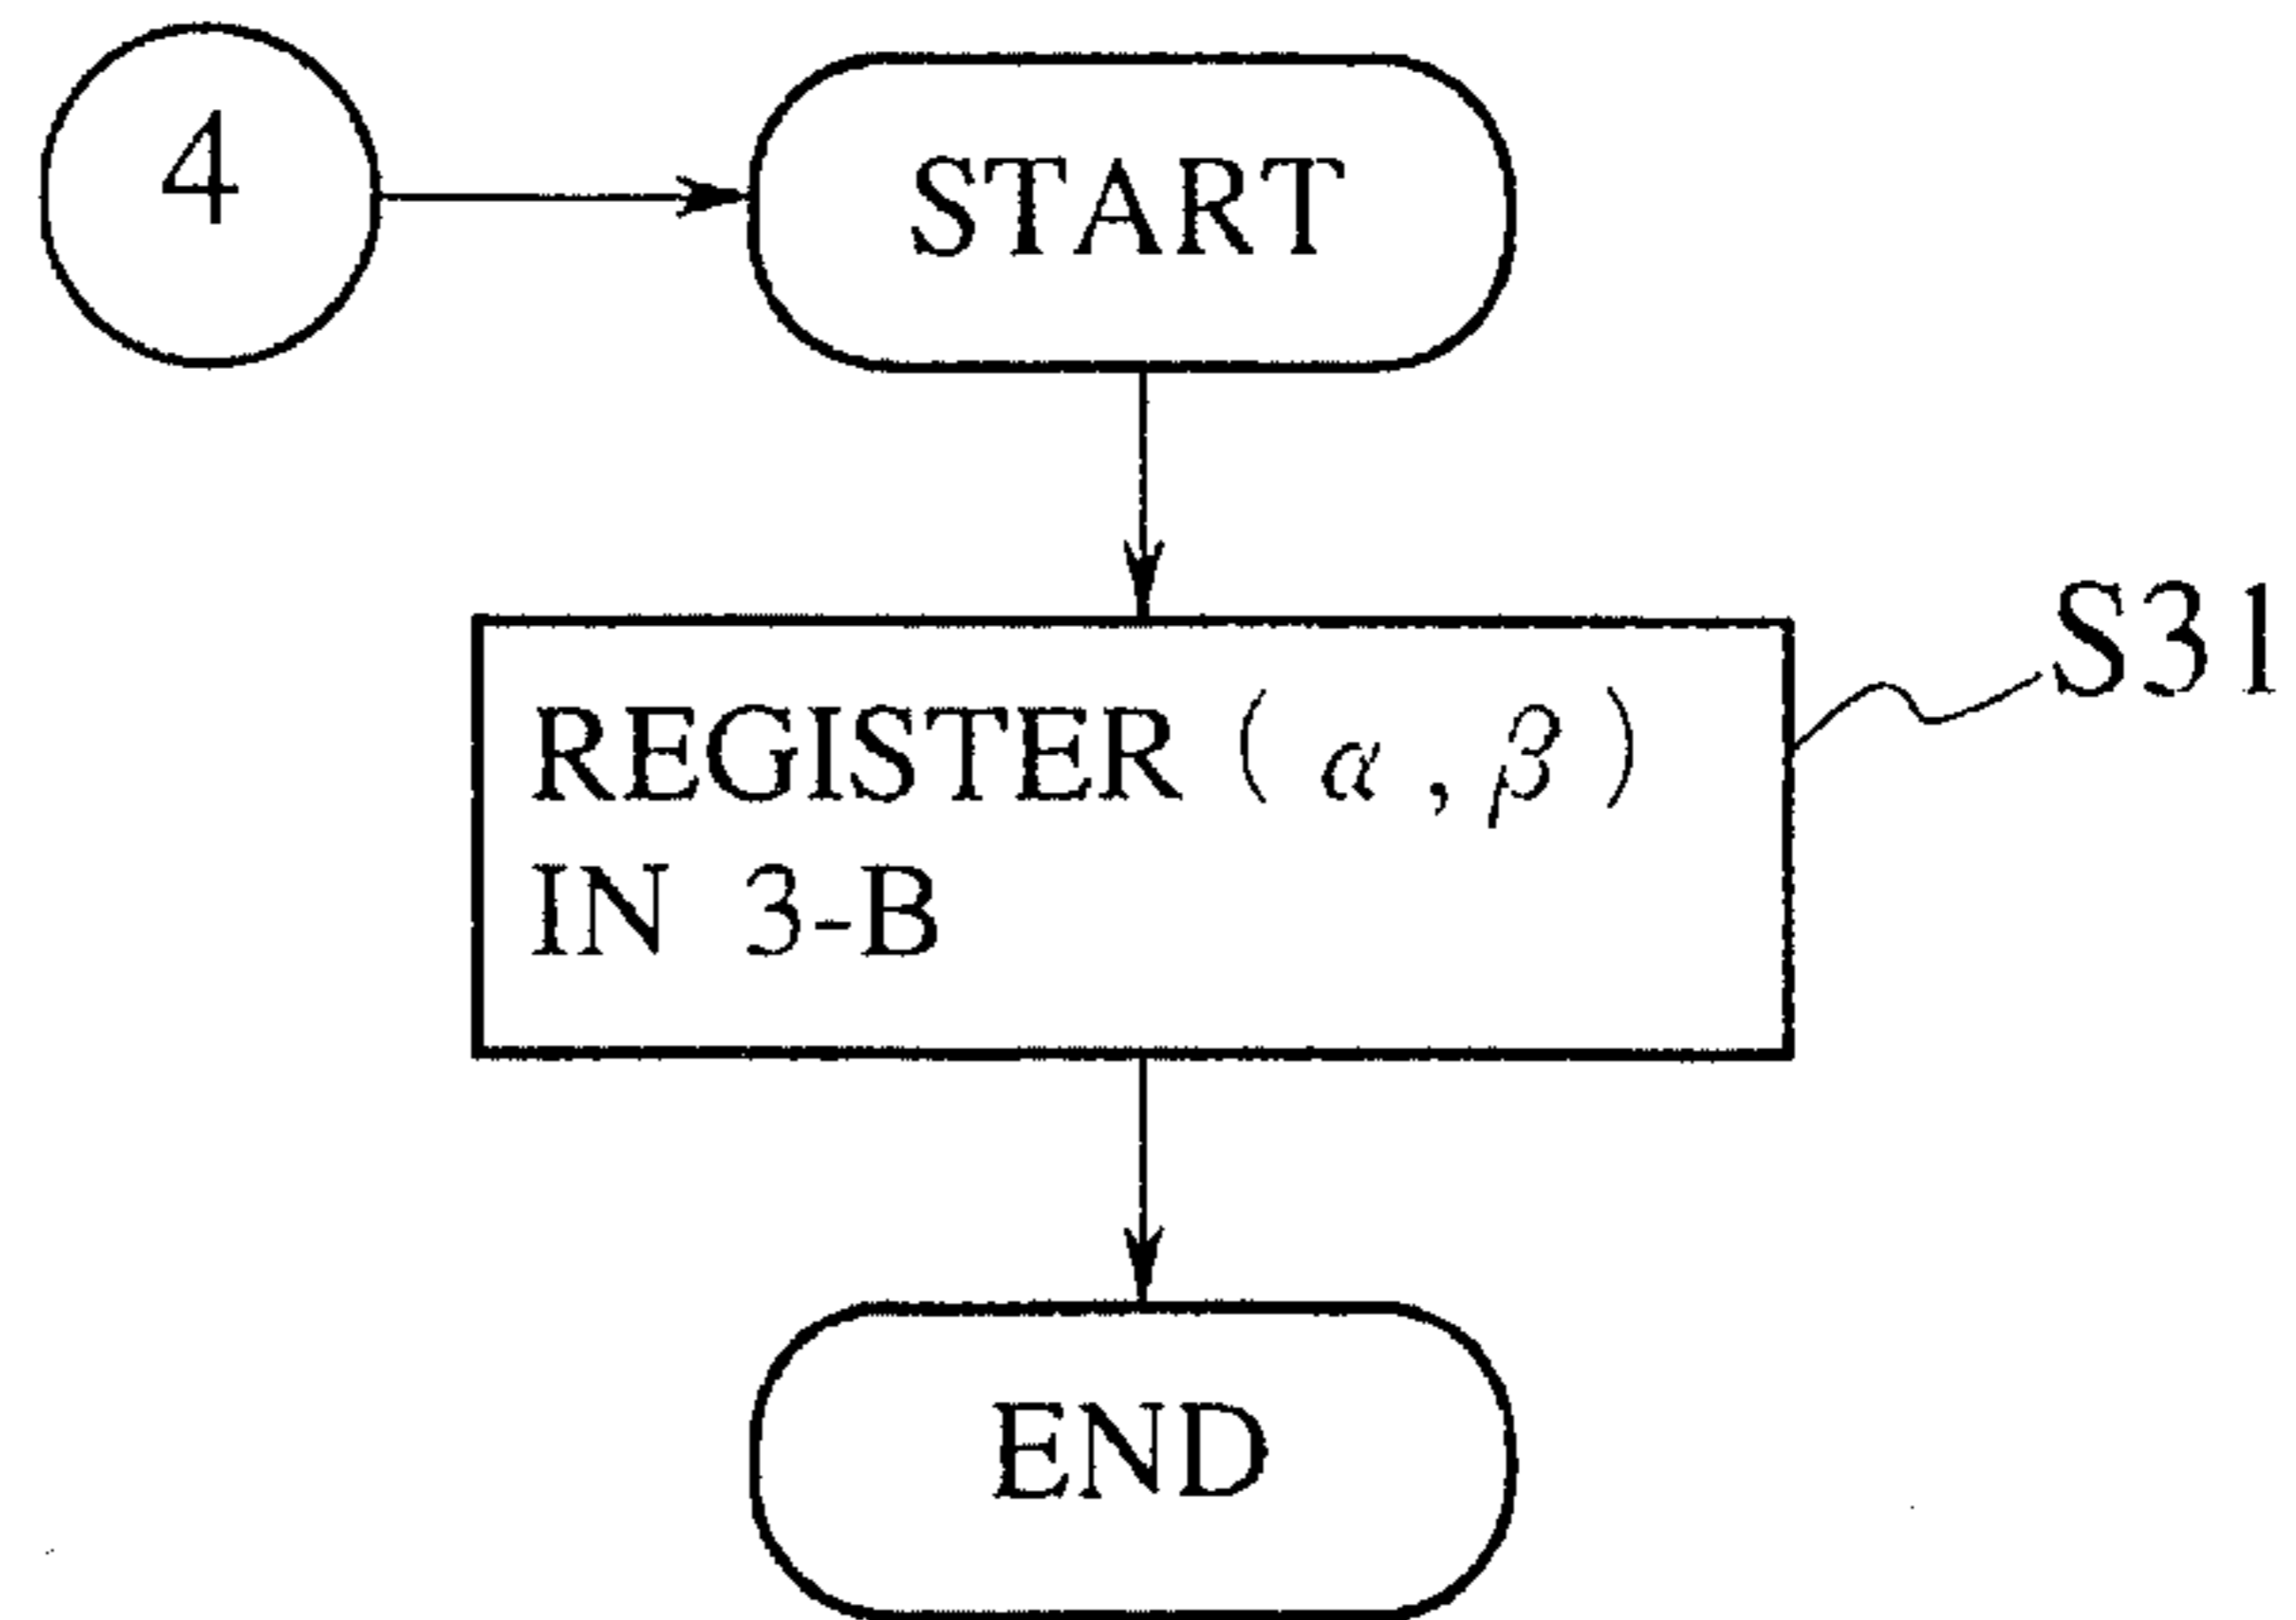 4
START
S31
REGISTER ( α , β )
IN 3-B
END